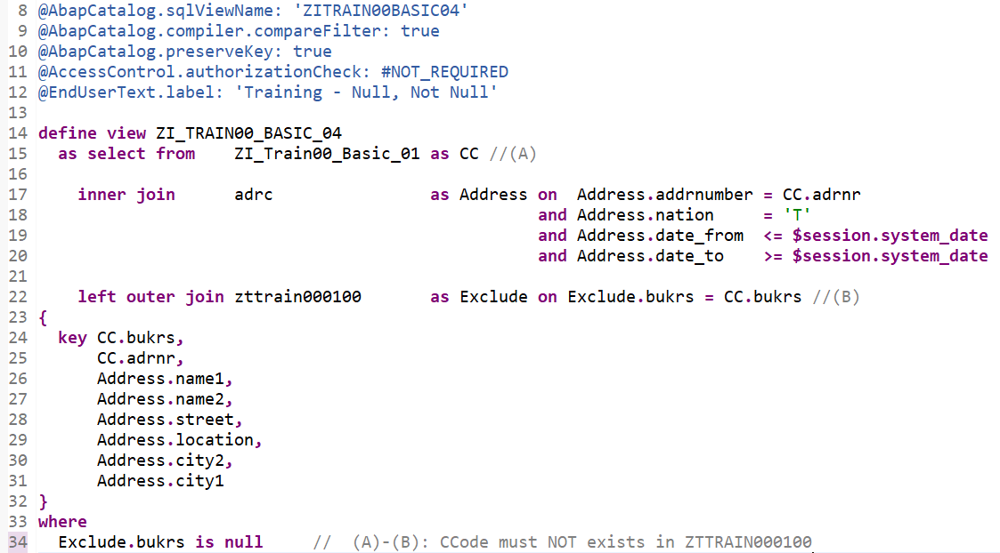 8 @AbapCatalog.sqlViewName: 'ZITRAIN00BASIC04'
9 @AbapCatalog.compiler.compareFilter: true
10 @AbapCatalog.preserveKey: true
11 @AccessControl.authorizationCheck: #NOT_REQUIRED
12 @EndUserText.label: 'Training - Null, Not Null'
13
14 define view ZI_TRAIN00_BASIC_04
15   as select from    ZI_Train00_Basic_01 as CC //(A)
16
17     inner join      adrc                as Address on  Address.addrnumber = CC.adrnr
18                                                    and Address.nation     = 'T'
19                                                    and Address.date_from  <= $session.system_date
20                                                    and Address.date_to    >= $session.system_date
21
22     left outer join zttrain000100       as Exclude on Exclude.bukrs = CC.bukrs //(B)
23 {
24   key CC.bukrs,
25       CC.adrnr,
26       Address.name1,
27       Address.name2,
28       Address.street,
29       Address.location,
30       Address.city2,
31       Address.city1
32 }
33 where
34   Exclude.bukrs is null     //  (A)-(B): CCode must NOT exists in ZTTRAIN000100